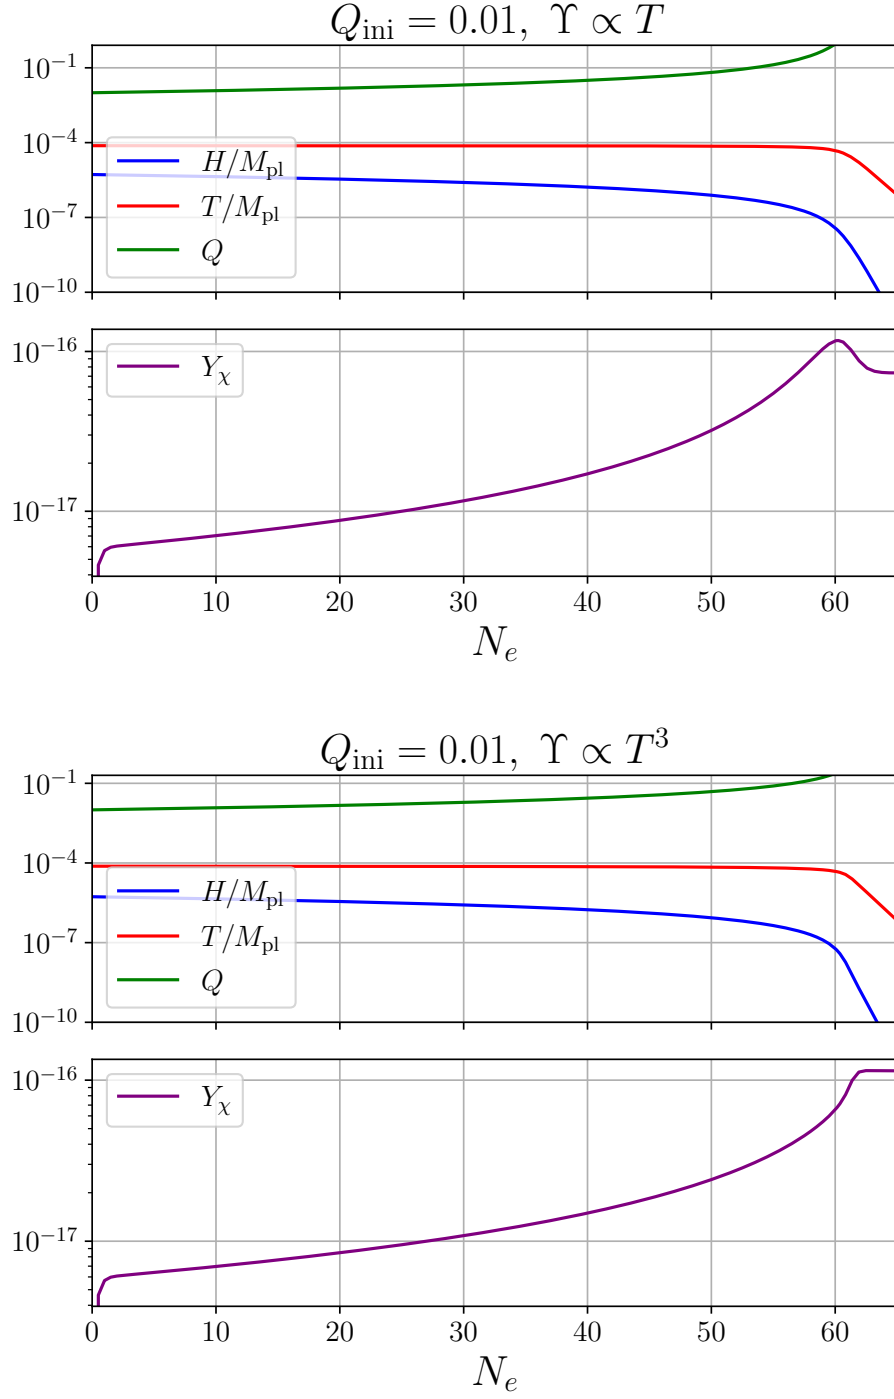 Q_ini = 0.01, ϒ ∝ T
10⁻¹
10⁻⁴
10⁻⁷
10⁻¹⁰
H/M_pl
T/M_pl
Q
10⁻¹⁶
10⁻¹⁷
Y_χ
0 10 20 30 40 50 60
N_e
Q_ini = 0.01, ϒ ∝ T³
10⁻¹
10⁻⁴
10⁻⁷
10⁻¹⁰
H/M_pl
T/M_pl
Q
10⁻¹⁶
10⁻¹⁷
Y_χ
0 10 20 30 40 50 60
N_e